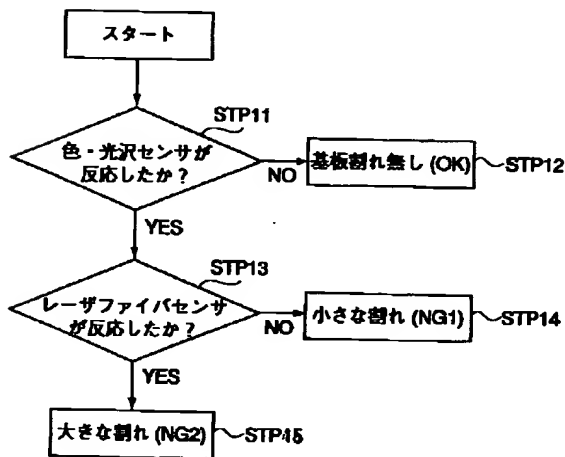 スタート
STP11
色・光沢センサが
反応したか？
NO
基板割れ無し (OK)
STP12
YES
STP13
レーザファイバセンサ
が反応したか？
NO
小さな割れ (NG1)
STP14
YES
大きな割れ (NG2)
STP15